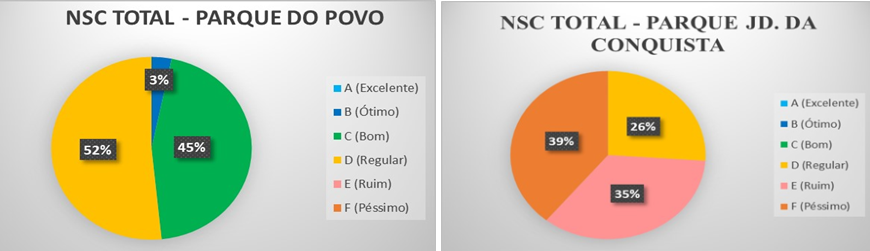 NSC TOTAL - PARQUE DO POVO
3%
45%
52%
A (Excelente)
B (Ótimo)
C (Bom)
D (Regular)
E (Ruim)
F (Péssimo)
NSC TOTAL - PARQUE JD. DA
CONQUISTA
26%
39%
35%
A (Excelente)
B (Ótimo)
C (Bom)
D (Regular)
E (Ruim)
F (Péssimo)